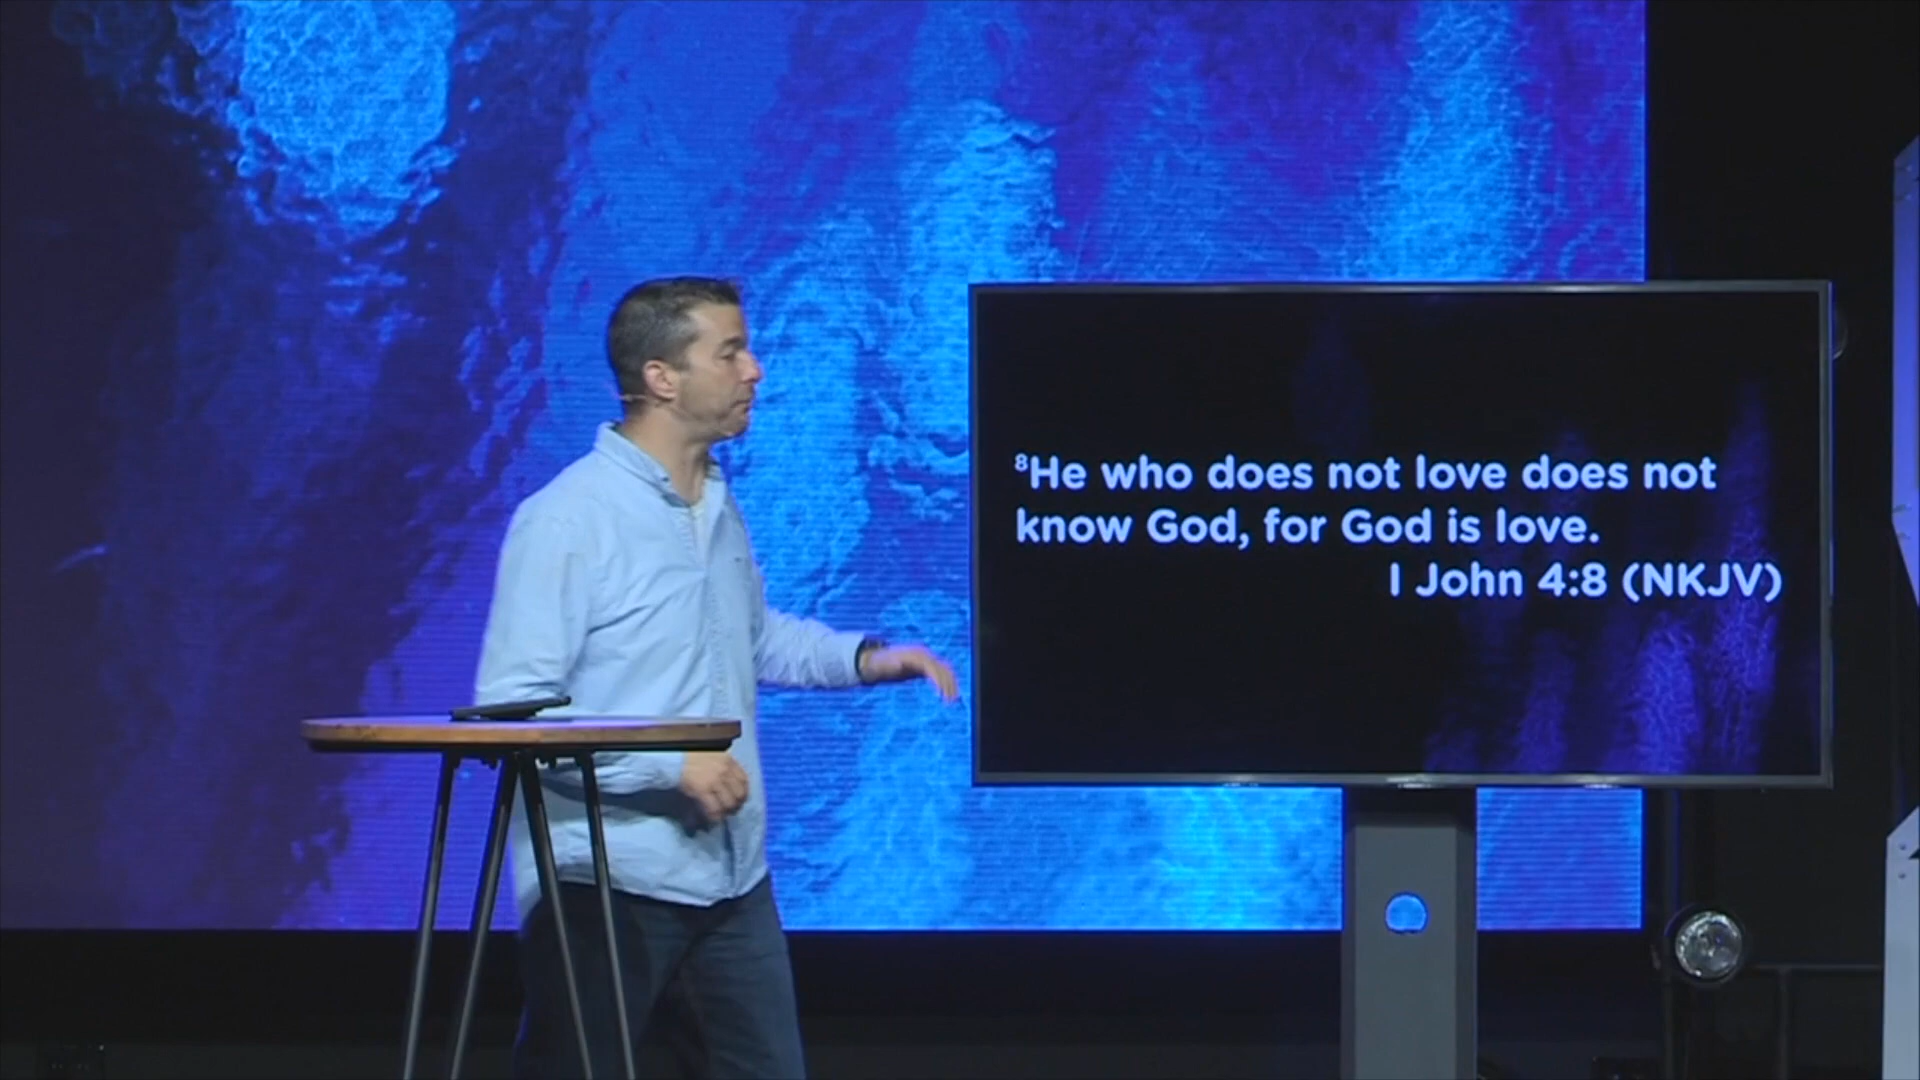 ⁸He who does not love does not
know God, for God is love.
I John 4:8 (NKJV)